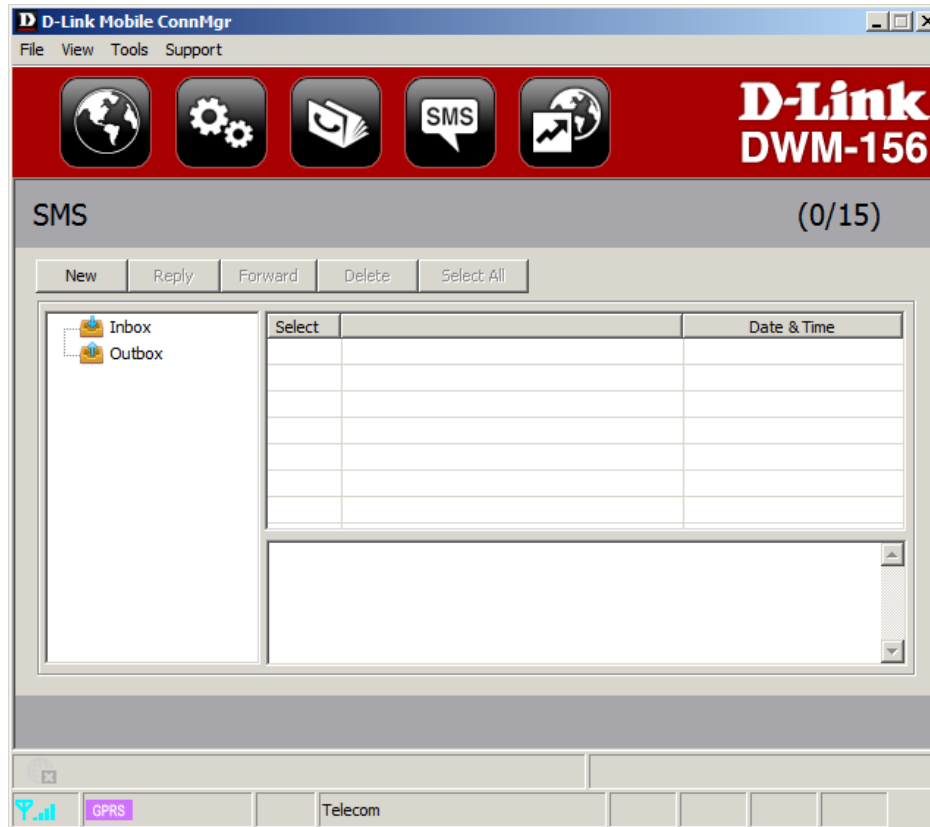 D-Link Mobile ConnMgr
File View Tools Support
SMS
D-Link
DWM-156
SMS (0/15)
New Reply Forward Delete Select All
Inbox
Outbox
Select Date & Time
GPRS Telecom